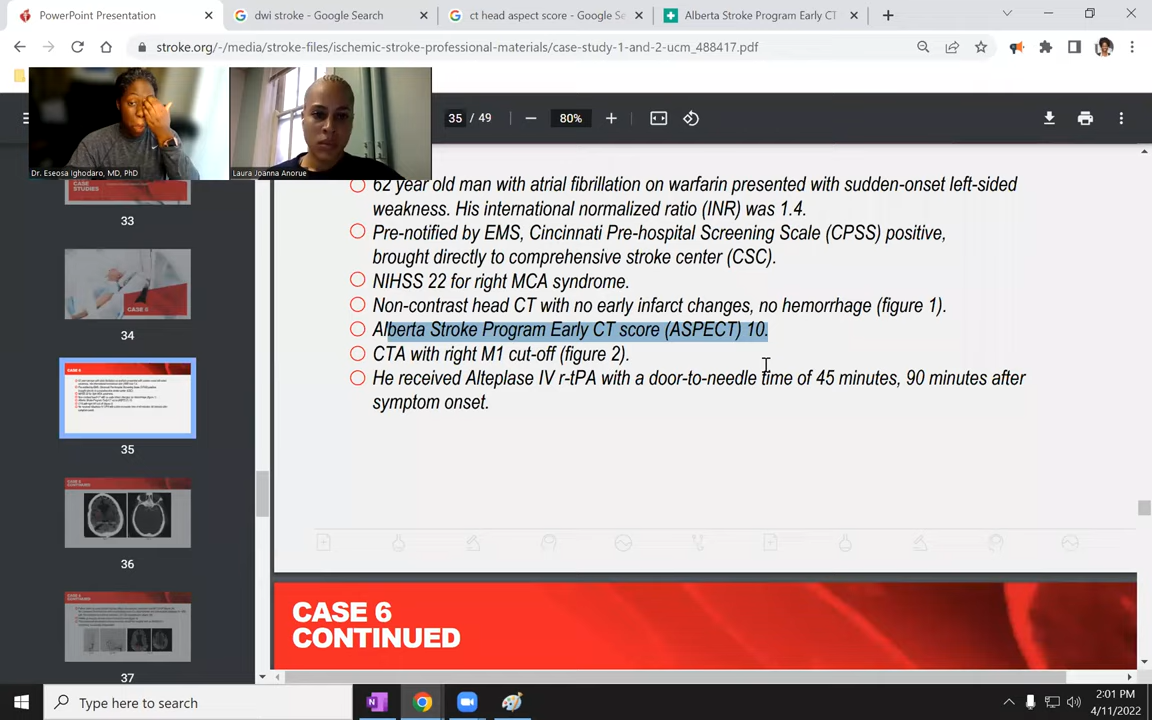 PowerPoint Presentation
dwi stroke - Google Search
ct head aspect score - Google Se
Alberta Stroke Program Early CT
stroke.org/-/media/stroke-files/ischemic-stroke-professional-materials/case-study-1-and-2-ucm_488417.pdf
Dr. Eseosa Ighodaro, MD, PhD
Laura Joanna Anorue
35 / 49
80%
CASE
STUDIES
33
CASE 6
34
35
36
37
62 year old man with atrial fibrillation on warfarin presented with sudden-onset left-sided
weakness. His international normalized ratio (INR) was 1.4.
Pre-notified by EMS, Cincinnati Pre-hospital Screening Scale (CPSS) positive,
brought directly to comprehensive stroke center (CSC).
NIHSS 22 for right MCA syndrome.
Non-contrast head CT with no early infarct changes, no hemorrhage (figure 1).
Alberta Stroke Program Early CT score (ASPECT) 10.
CTA with right M1 cut-off (figure 2).
He received Alteplase IV r-tPA with a door-to-needle time of 45 minutes, 90 minutes after
symptom onset.
CASE 6
CONTINUED
Type here to search
2:01 PM
4/11/2022